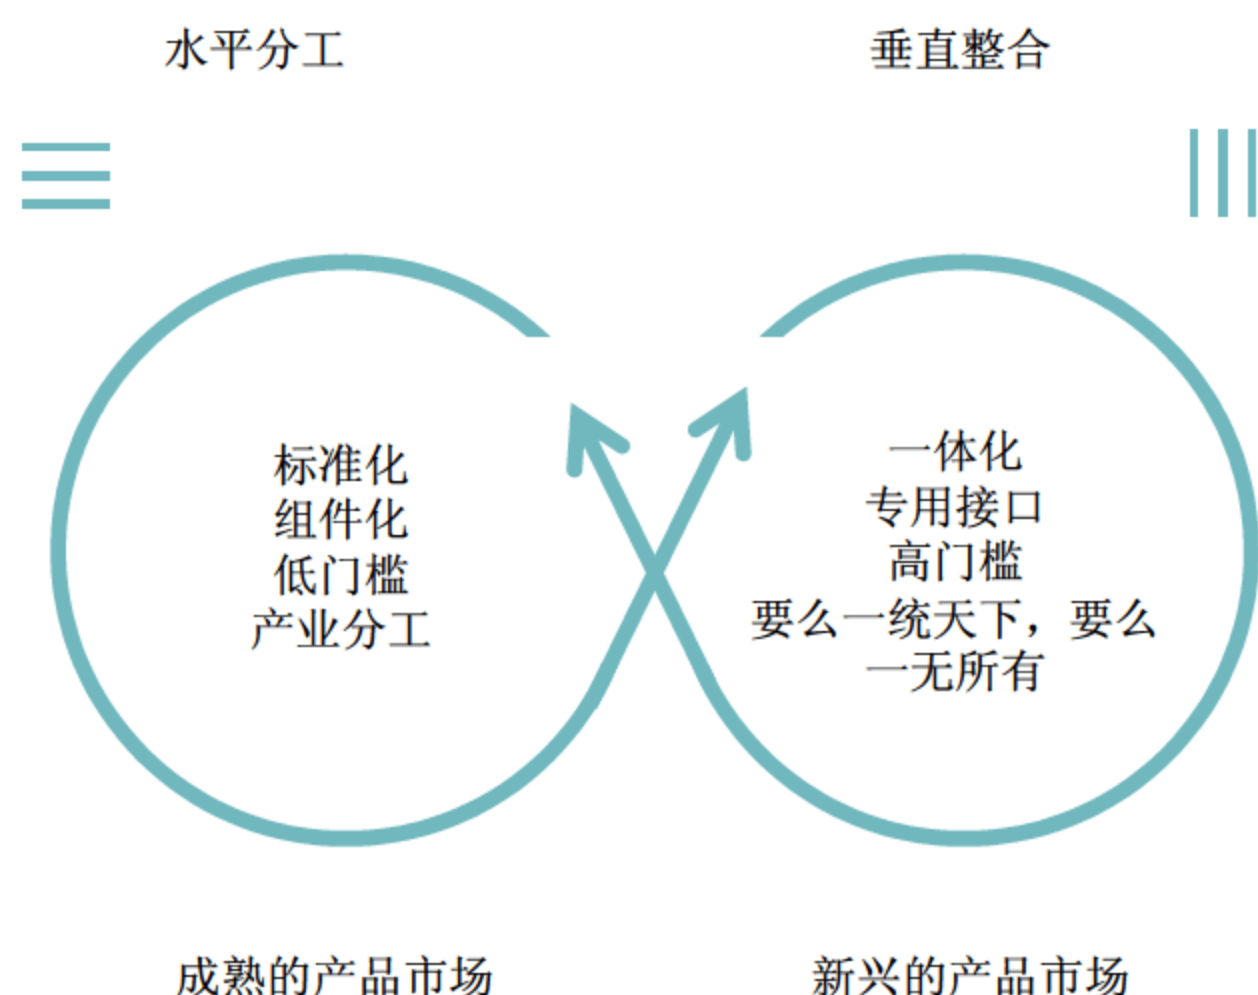 水平分工
垂直整合
标准化
组件化
低门槛
产业分工
一体化
专用接口
高门槛
要么一统天下，要么
一无所有
成熟的产品市场
新兴的产品市场